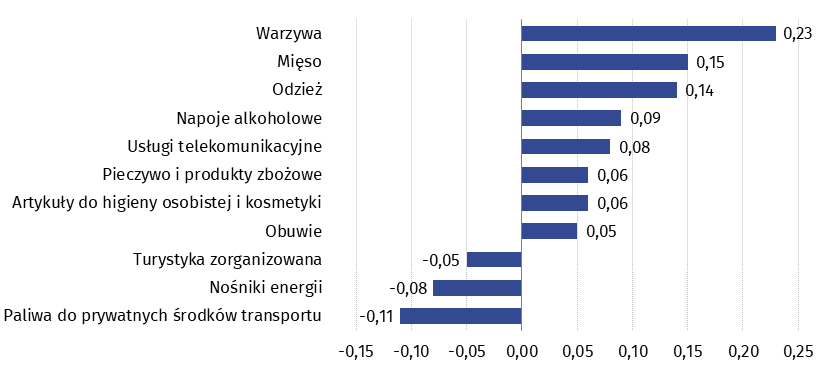 Warzywa 0,23
Mięso 0,15
Odzież 0,14
Napoje alkoholowe 0,09
Usługi telekomunikacyjne 0,08
Pieczywo i produkty zbożowe 0,06
Artykuły do higieny osobistej i kosmetyki 0,06
Obuwie 0,05
Turystyka zorganizowana -0,05
Nośniki energii -0,08
Paliwa do prywatnych środków transportu -0,11
-0,15 -0,10 -0,05 0,00 0,05 0,10 0,15 0,20 0,25